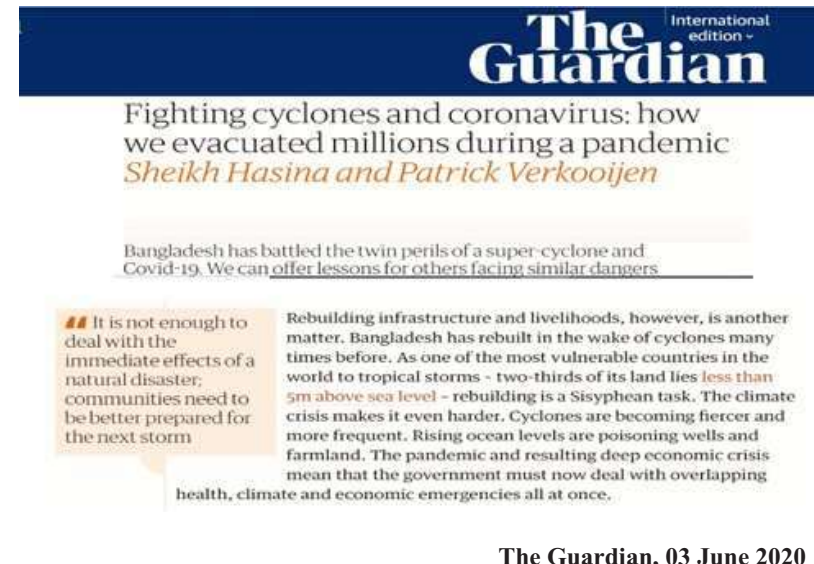 The
Guardian
International
edition
Fighting cyclones and coronavirus: how
we evacuated millions during a pandemic
Sheikh Hasina and Patrick Verkooijen
Bangladesh has battled the twin perils of a super-cyclone and
Covid-19. We can offer lessons for others facing similar dangers
It is not enough to
deal with the
immediate effects of a
natural disaster;
communities need to
be better prepared for
the next storm
Rebuilding infrastructure and livelihoods, however, is another
matter. Bangladesh has rebuilt in the wake of cyclones many
times before. As one of the most vulnerable countries in the
world to tropical storms - two-thirds of its land lies less than
5m above sea level - rebuilding is a Sisyphean task. The climate
crisis makes it even harder. Cyclones are becoming fiercer and
more frequent. Rising ocean levels are poisoning wells and
farmland. The pandemic and resulting deep economic crisis
mean that the government must now deal with overlapping
health, climate and economic emergencies all at once.
The Guardian, 03 June 2020